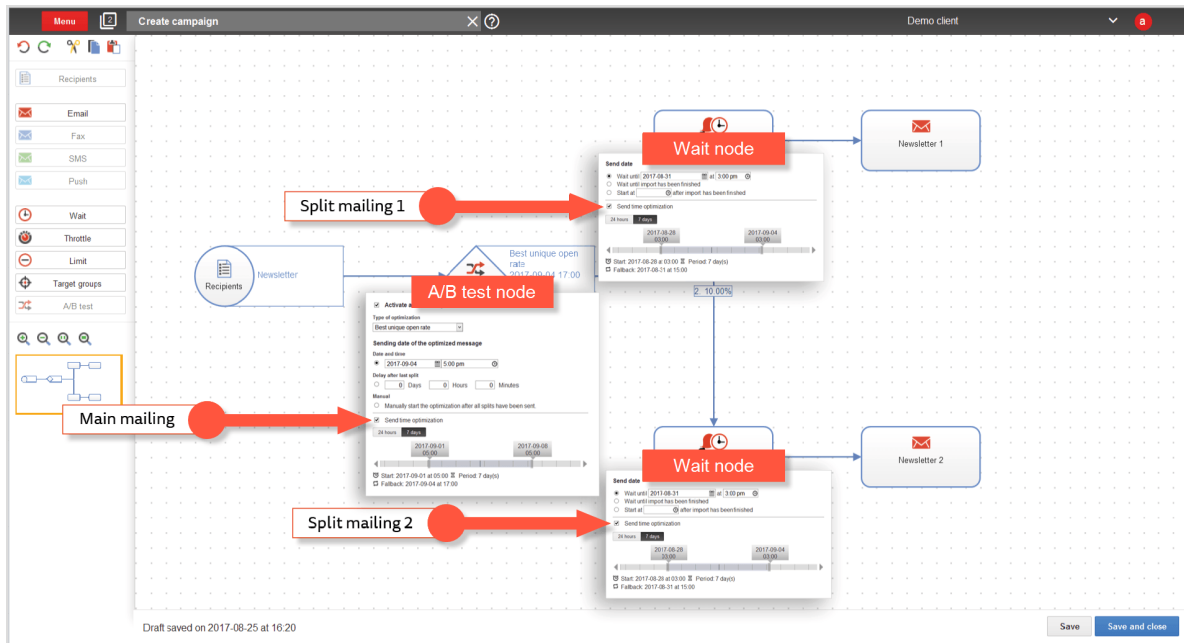 Menu
2
Create campaign
Demo client
a
Recipients
Email
Fax
SMS
Push
Wait
Throttle
Limit
Target groups
A/B test
Recipients
Newsletter
Best unique open
rate
2017-09-04 17:00
A/B test node
Activate a
Type of optimization
Best unique open rate
Sending date of the optimized message
Date and time
2017-09-04 5:00 pm
Delay after last split
0 Days 0 Hours 0 Minutes
Manual
Manually start the optimization after all splits have been sent.
Send time optimization
24 hours 7 days
2017-09-01
05:00
2017-09-08
05:00
Start: 2017-09-01 at 05:00 Period: 7 day(s)
Fallback: 2017-09-04 at 17:00
Main mailing
Split mailing 1
Wait node
Newsletter 1
Send date
Wait until 2017-08-31 at 3:00 pm
Wait until import has been finished
Start at after import has been finished
Send time optimization
24 hours 7 days
2017-08-28
03:00
2017-09-04
03:00
Start: 2017-08-28 at 03:00 Period: 7 day(s)
Fallback: 2017-08-31 at 15:00
2. 10.00%
Split mailing 2
Wait node
Newsletter 2
Send date
Wait until 2017-08-31 at 3:00 pm
Wait until import has been finished
Start at after import has been finished
Send time optimization
24 hours 7 days
2017-08-28
03:00
2017-09-04
03:00
Start: 2017-08-28 at 03:00 Period: 7 day(s)
Fallback: 2017-08-31 at 15:00
Draft saved on 2017-08-25 at 16:20
Save
Save and close